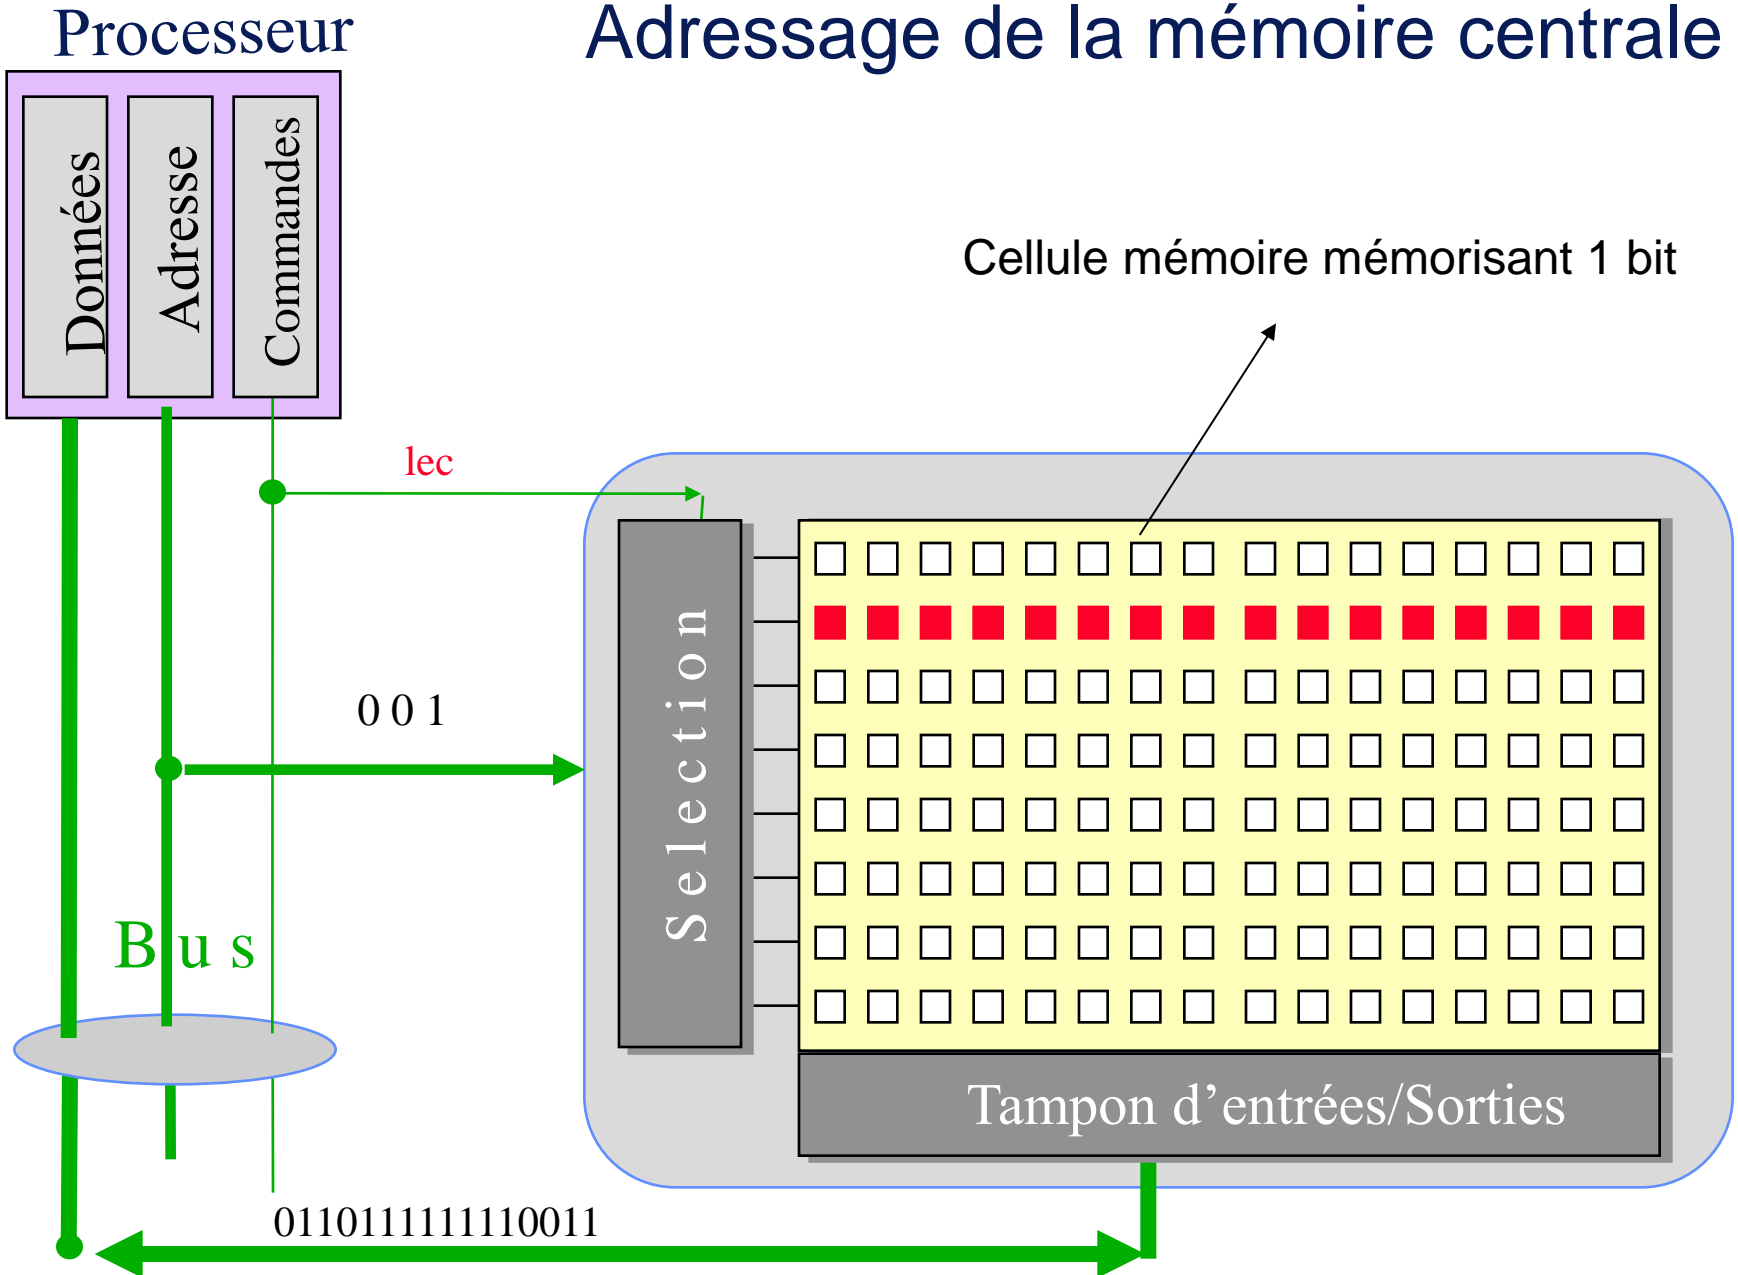 Processeur
Adressage de la mémoire centrale
Données
Adresse
Commandes
Cellule mémoire mémorisant 1 bit
lec
0 0 1
Selection
B u s
Tampon d’entrées/Sorties
0110111111110011